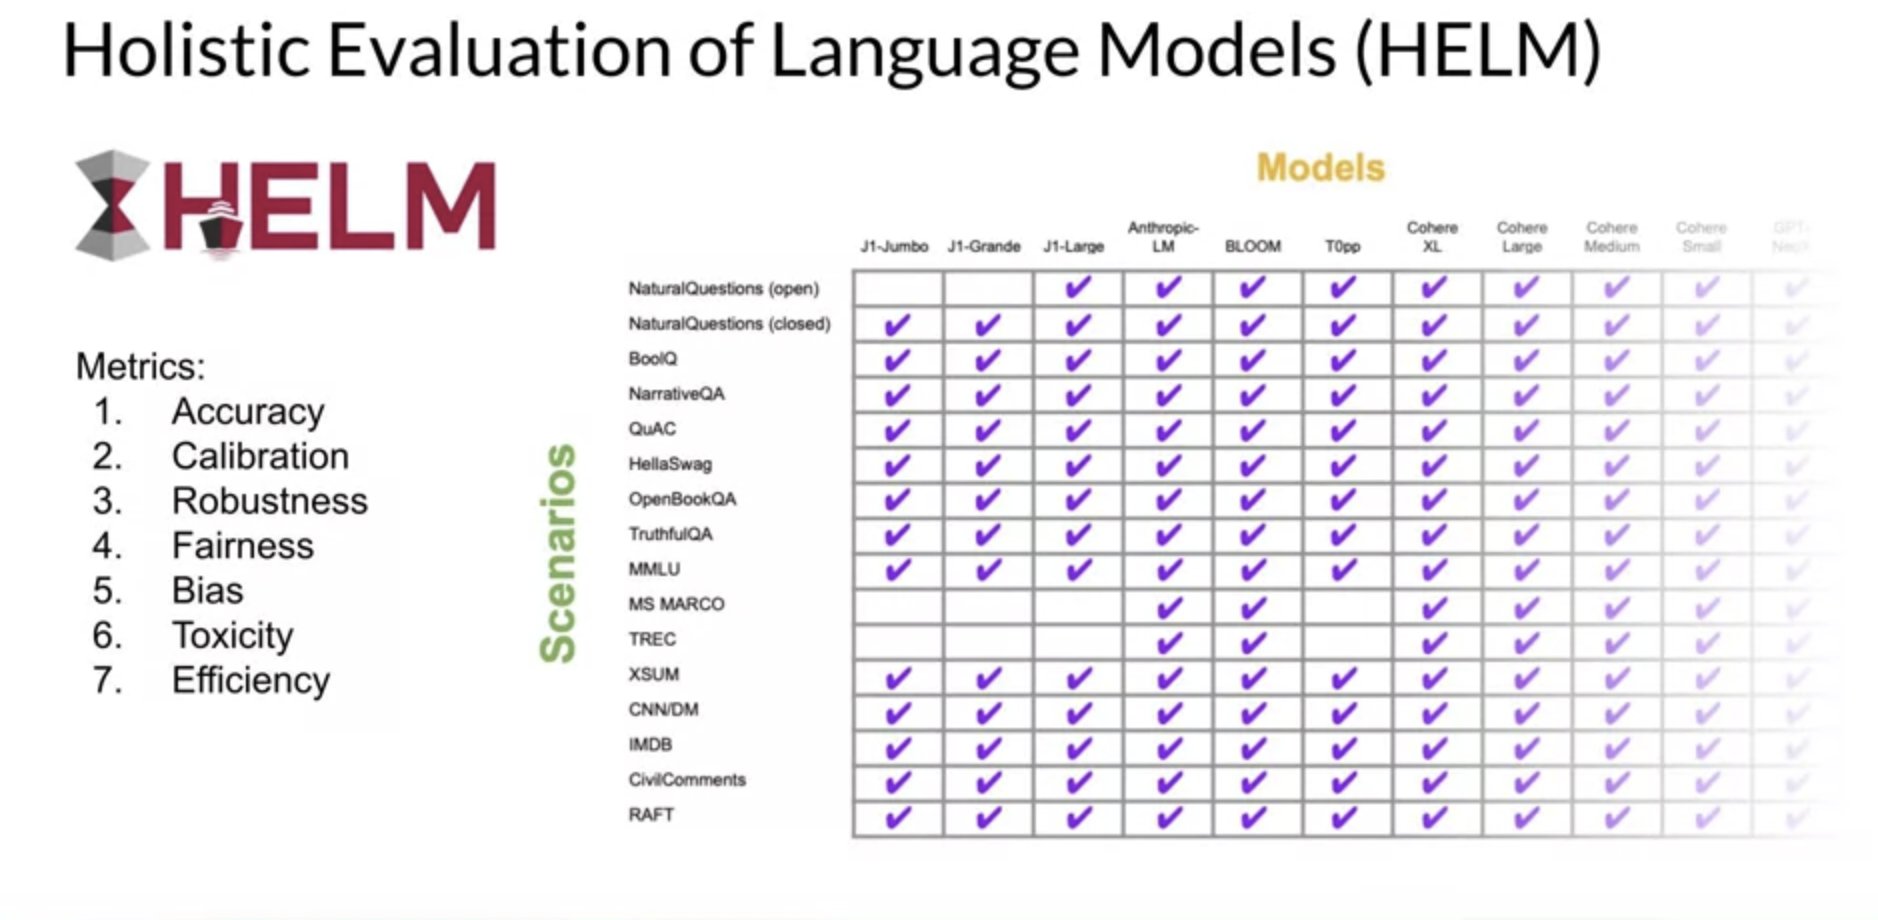 Holistic Evaluation of Language Models (HELM)
HELM
Metrics:
1. Accuracy
2. Calibration
3. Robustness
4. Fairness
5. Bias
6. Toxicity
7. Efficiency
Scenarios
Models
J1-Jumbo J1-Grande J1-Large Anthropic-LM BLOOM T0pp Cohere XL Cohere Large Cohere Medium Cohere Small
NaturalQuestions (open)
NaturalQuestions (closed)
BoolQ
NarrativeQA
QuAC
HellaSwag
OpenBookQA
TruthfulQA
MMLU
MS MARCO
TREC
XSUM
CNN/DM
IMDB
CivilComments
RAFT